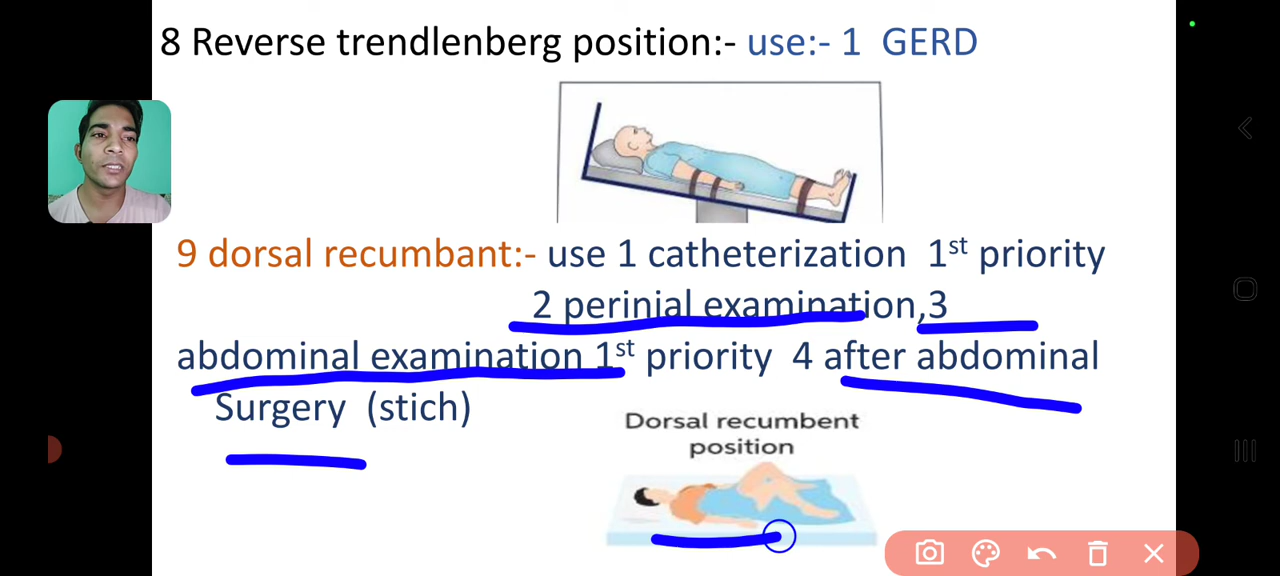 8 Reverse trendlenberg position:- use:- 1 GERD
9 dorsal recumbant:- use 1 catheterization 1st priority
2 perinial examination,3
abdominal examination 1st priority 4 after abdominal
Surgery (stich)
Dorsal recumbent
position